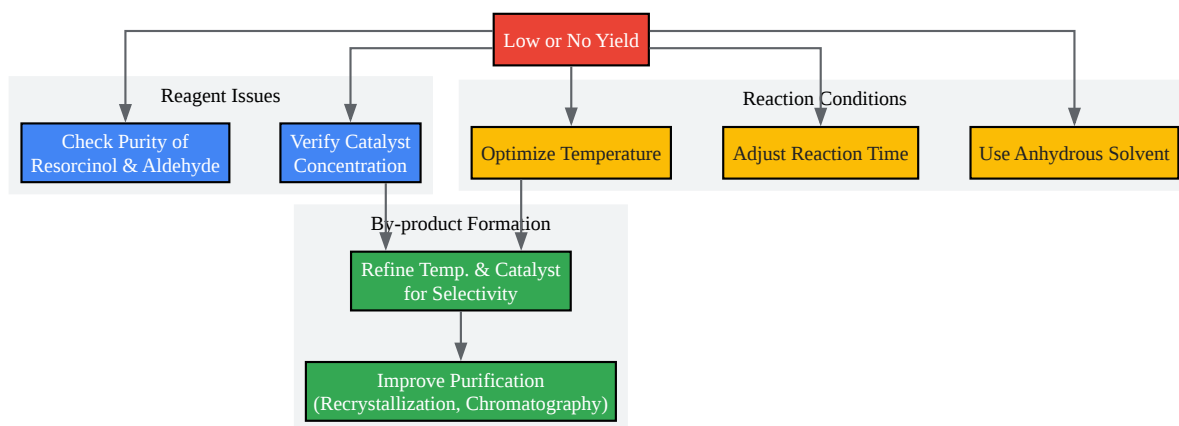 Low or No Yield
Reagent Issues
Reaction Conditions
Check Purity of
Resorcinol & Aldehyde
Verify Catalyst
Concentration
Optimize Temperature
Adjust Reaction Time
Use Anhydrous Solvent
By-product Formation
Refine Temp. & Catalyst
for Selectivity
Improve Purification
(Recrystallization, Chromatography)